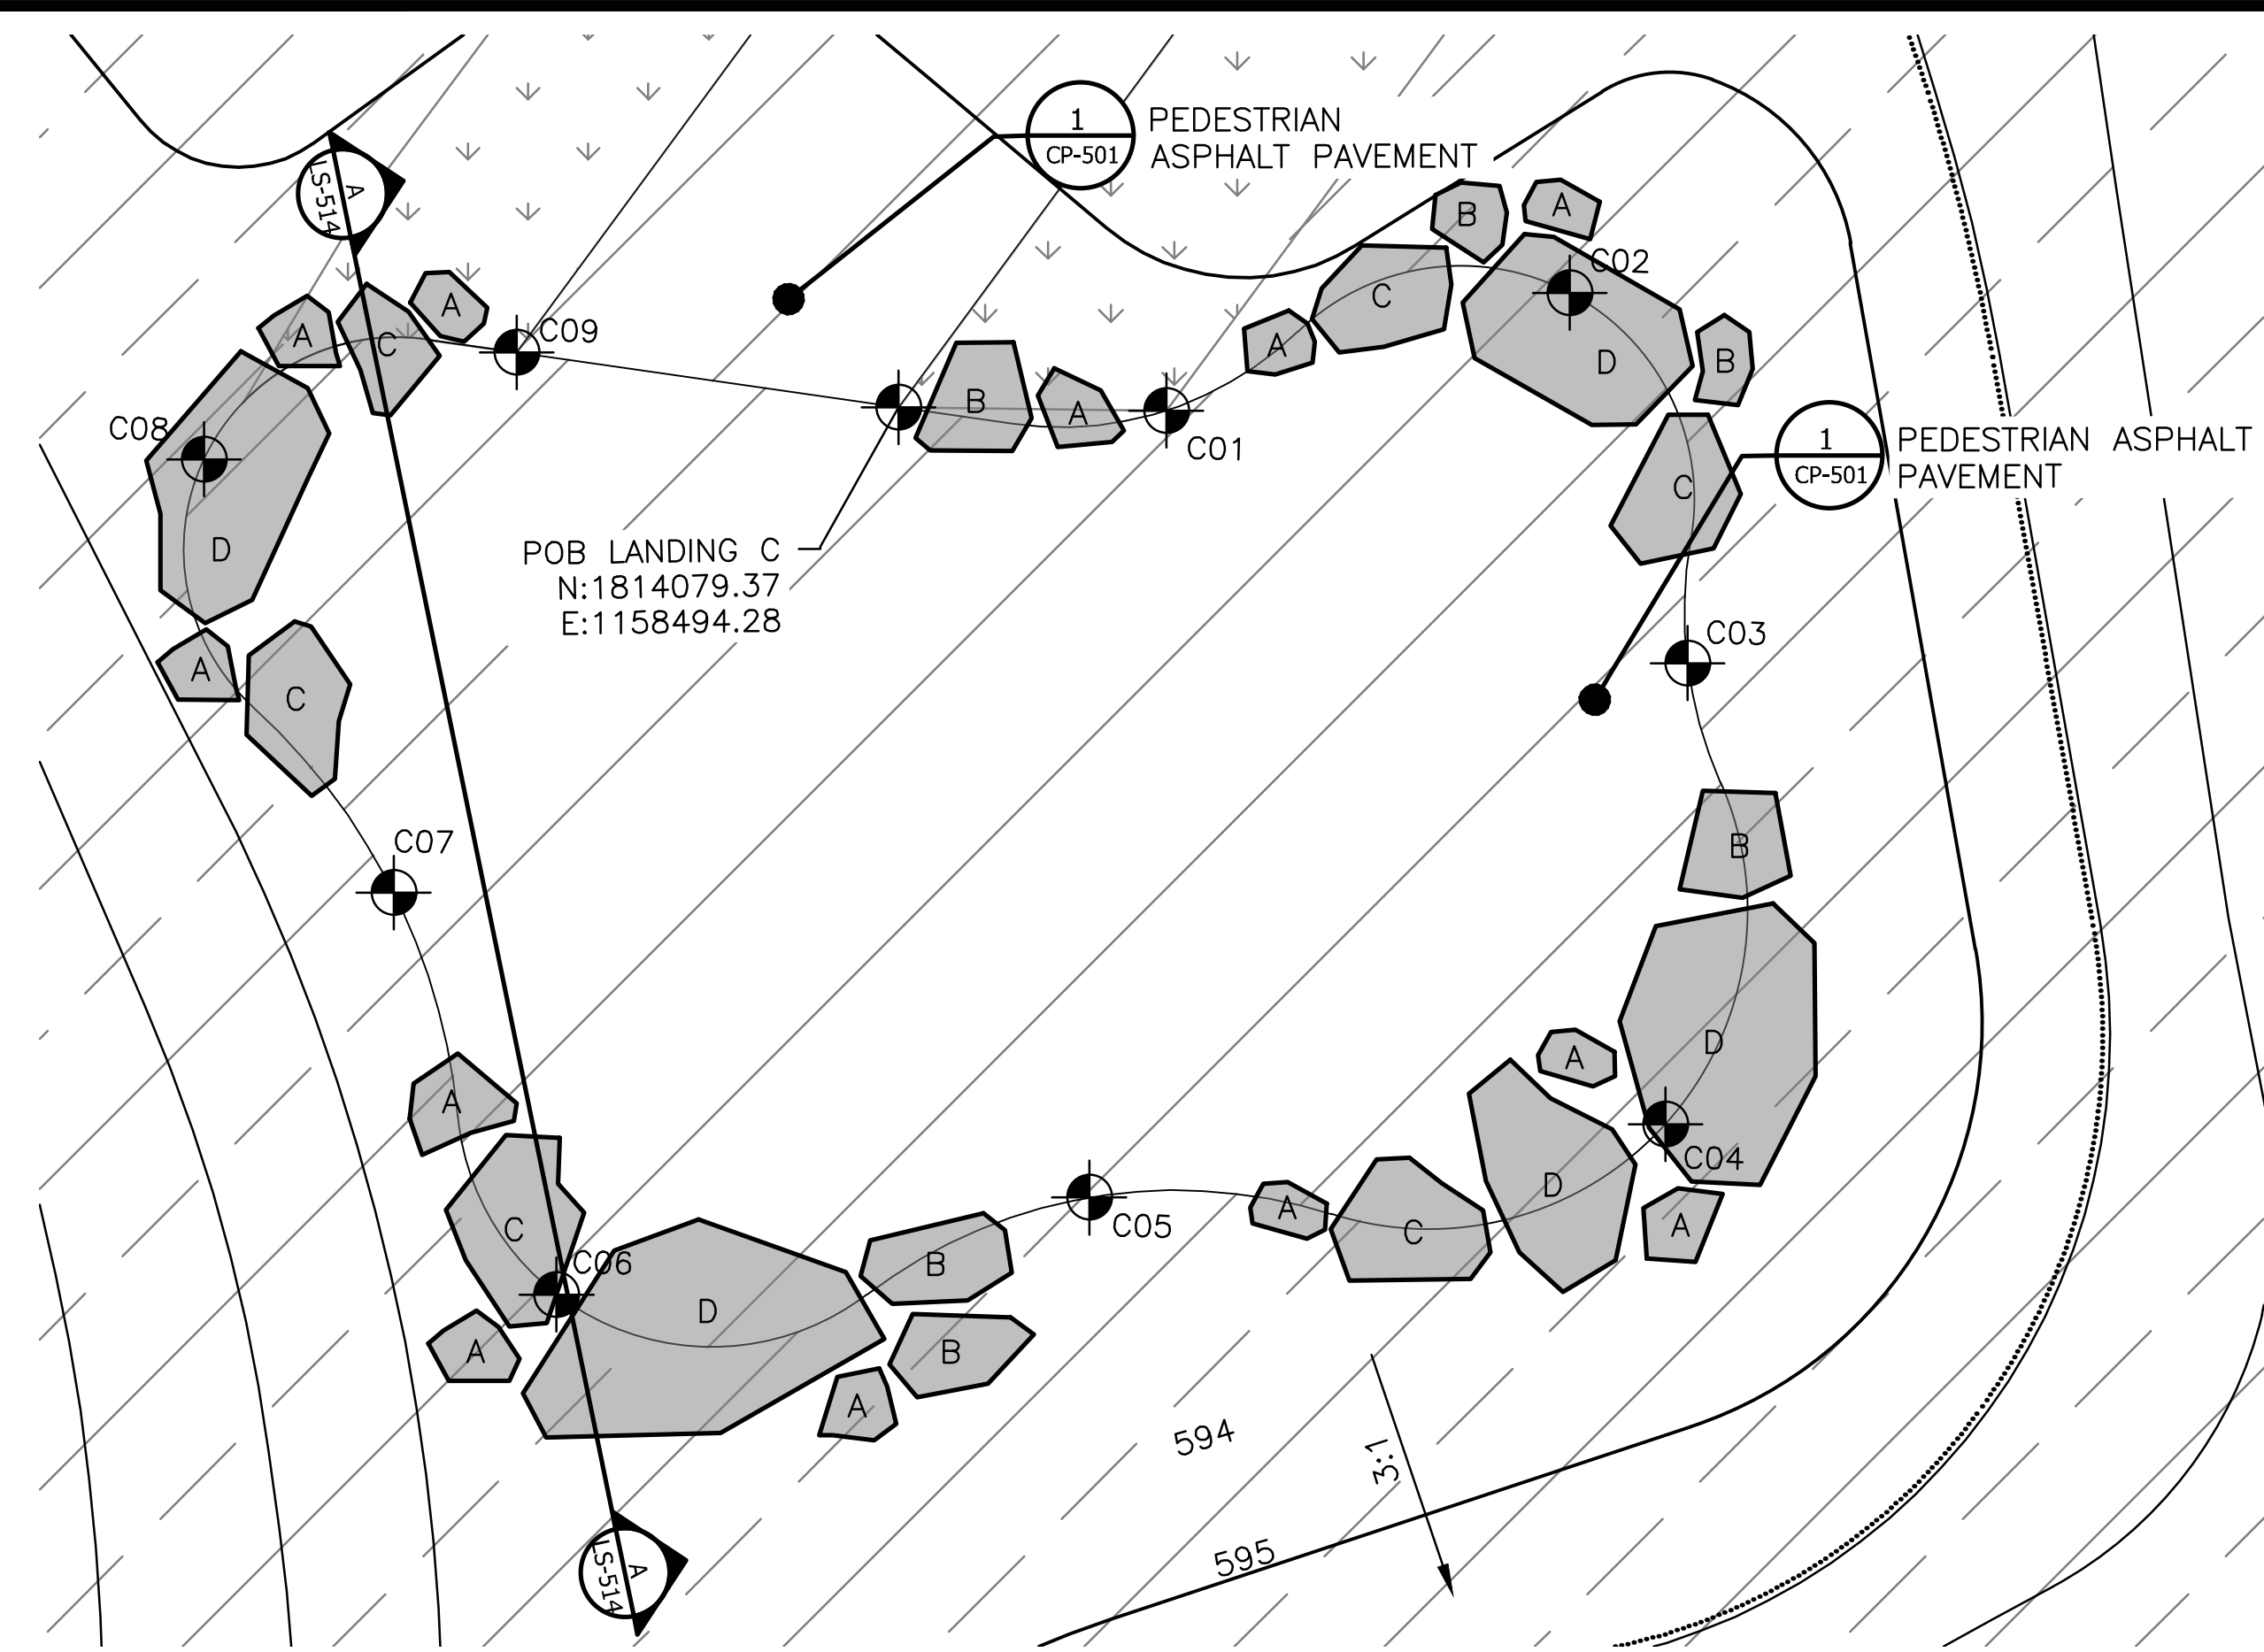 1
CP-501
PEDESTRIAN
ASPHALT PAVEMENT
A
LS-514
B
A
C02
C
D
A
B
A
C
A
C09
C08
D
B
A
C01
C
1
CP-501
PEDESTRIAN ASPHALT
PAVEMENT
POB LANDING C
N:1814079.37
E:1158494.28
C03
A
C
C07
B
D
A
A
C
C06
D
B
C05
A
C
D
C04
A
A
B
A
594
3:1
595
A
LS-514